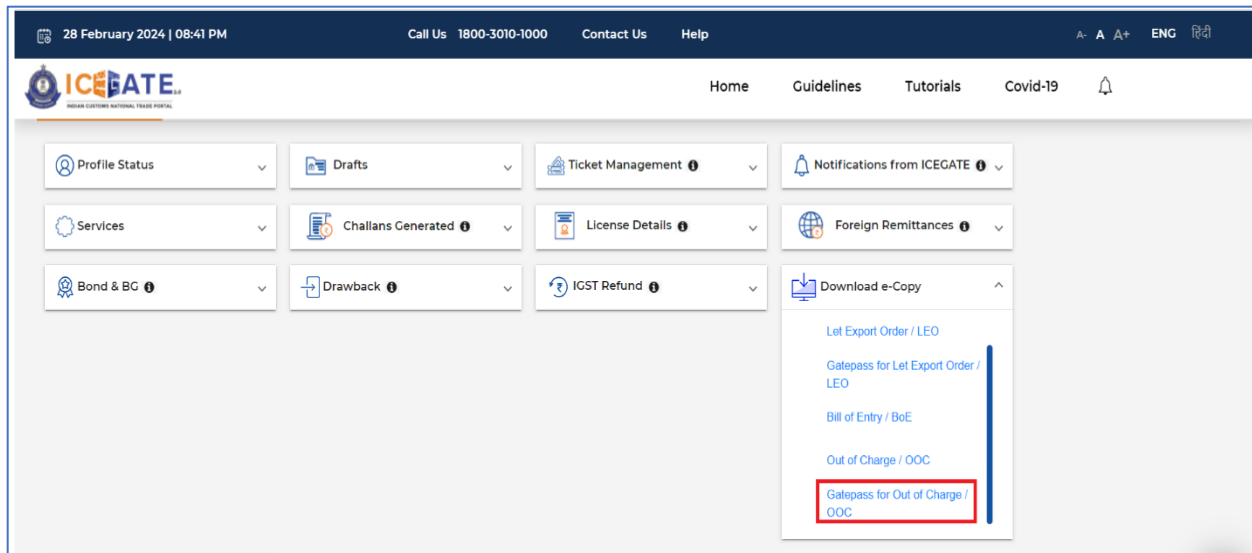 28 February 2024 | 08:41 PM Call Us 1800-3010-1000 Contact Us Help A- A A+ ENG हिंदी
ICEGATE
INDIAN CUSTOMS NATIONAL TRADE PORTAL
Home Guidelines Tutorials Covid-19
Profile Status Drafts Ticket Management Notifications from ICEGATE
Services Challans Generated License Details Foreign Remittances
Bond & BG Drawback IGST Refund Download e-Copy
Let Export Order / LEO
Gatepass for Let Export Order /
LEO
Bill of Entry / BoE
Out of Charge / OOC
Gatepass for Out of Charge /
OOC